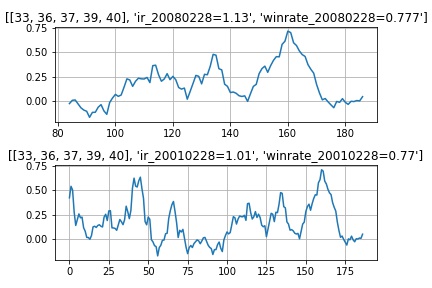 [[33, 36, 37, 39, 40], 'ir_20080228=1.13', 'winrate_20080228=0.777']
0.75
0.50
0.25
0.00
80 100 120 140 160 180
[[33, 36, 37, 39, 40], 'ir_20010228=1.01', 'winrate_20010228=0.77']
0.75
0.50
0.25
0.00
0 25 50 75 100 125 150 175